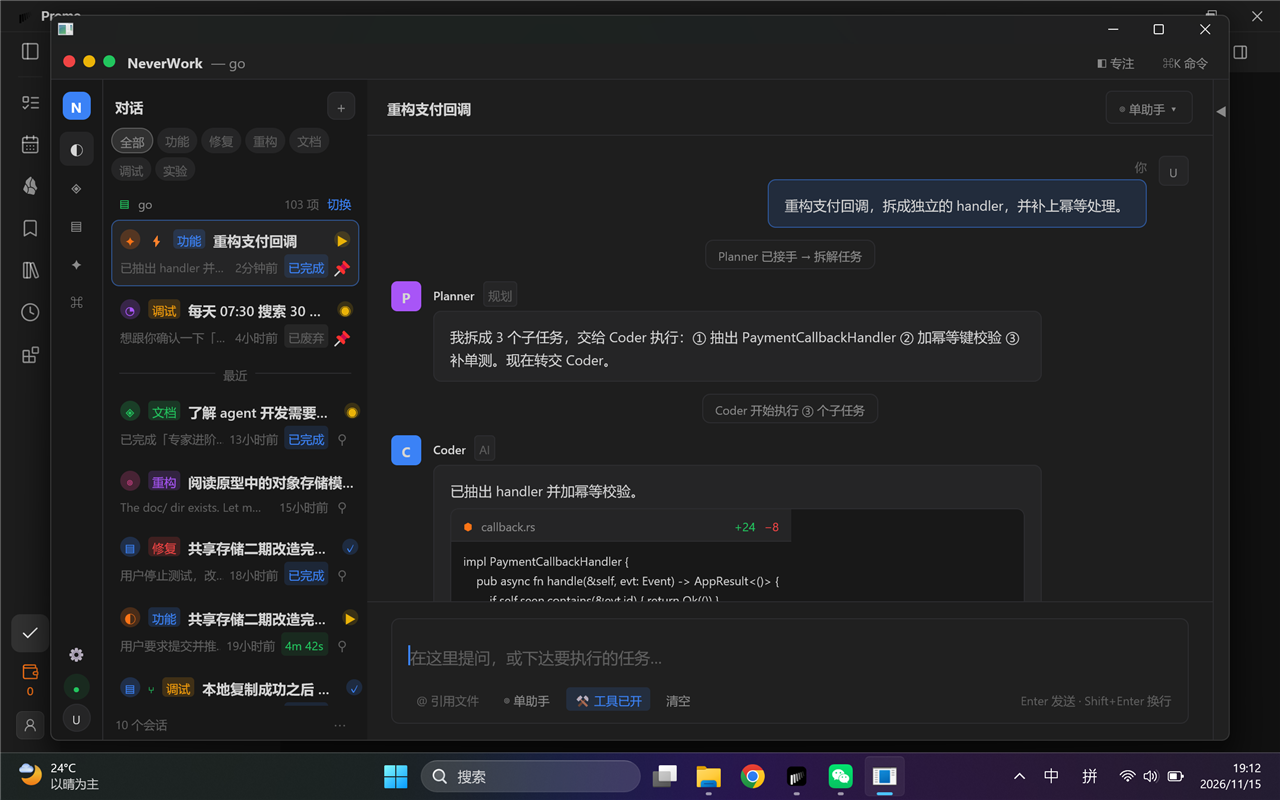 NeverWork — go
专注
⌘K 命令
N
对话
+
全部 功能 修复 重构 文档
调试 实验
go 103 项 切换
功能 重构支付回调
已抽出 handler 并... 2分钟前 已完成
调试 每天 07:30 搜索 30 ...
想跟你确认一下「... 4小时前 已废弃
最近
文档 了解 agent 开发需要...
已完成「专家进阶.. 13小时前 已完成
重构 阅读原型中的对象存储模...
The doc/ dir exists. Let m... 15小时前
修复 共享存储二期改造完...
用户停止测试，改.. 18小时前 已完成
功能 共享存储二期改造完...
用户要求提交并推.. 19小时前 4m 42s
调试 本地复制成功之后 ...
10 个会话 ...
U
0
重构支付回调
单助手
你
U
重构支付回调，拆成独立的 handler，并补上幂等处理。
Planner 已接手 → 拆解任务
P
Planner 规划
我拆成 3 个子任务，交给 Coder 执行：① 抽出 PaymentCallbackHandler ② 加幂等键校验 ③
补单测。现在转交 Coder。
Coder 开始执行 ③ 个子任务
C
Coder AI
已抽出 handler 并加幂等校验。
callback.rs +24 −8
impl PaymentCallbackHandler {
pub async fn handle(&self, evt: Event) -> AppResult<()> {
if self.seen.contains(&evt.id) { return Ok(()) }
在这里提问，或下达要执行的任务...
@ 引用文件 单助手 工具已开 清空
Enter 发送 · Shift+Enter 换行
24°C
以晴为主
搜索
中 拼
19:12
2026/11/15